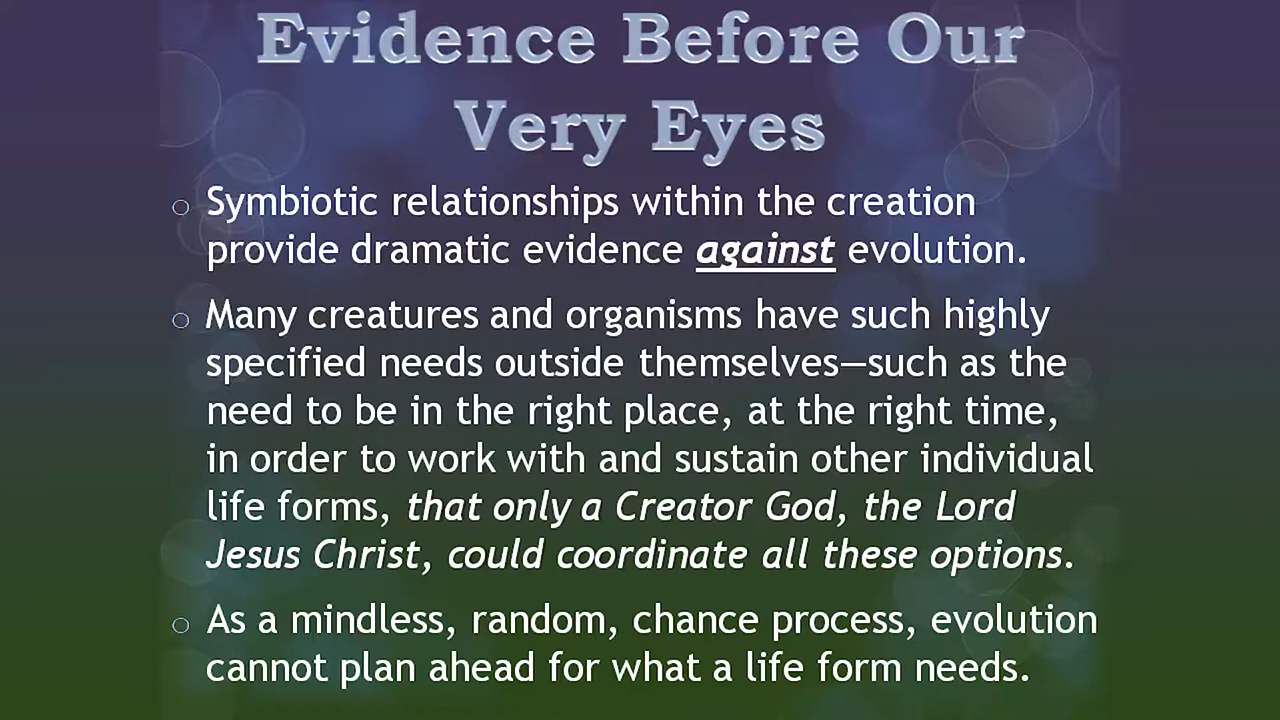 Evidence Before Our
Very Eyes
Symbiotic relationships within the creation
provide dramatic evidence against evolution.
Many creatures and organisms have such highly
specified needs outside themselves—such as the
need to be in the right place, at the right time,
in order to work with and sustain other individual
life forms, that only a Creator God, the Lord
Jesus Christ, could coordinate all these options.
As a mindless, random, chance process, evolution
cannot plan ahead for what a life form needs.